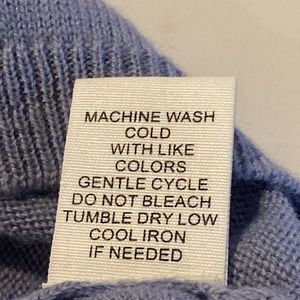 MACHINE WASH
COLD
WITH LIKE
COLORS
GENTLE CYCLE
DO NOT BLEACH
TUMBLE DRY LOW
COOL IRON
IF NEEDED